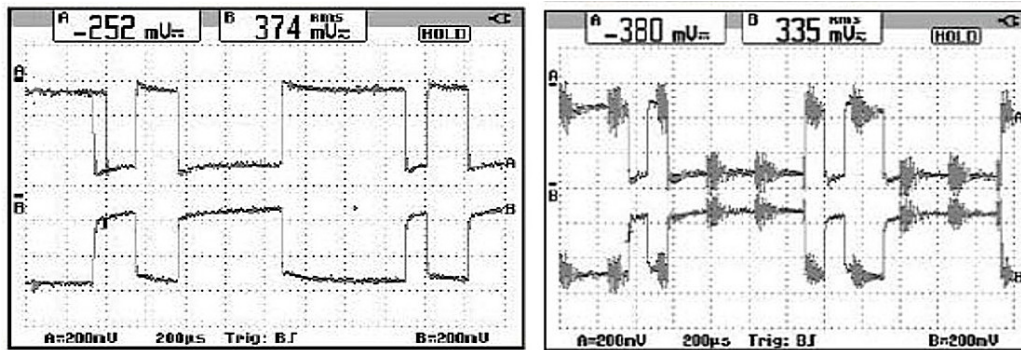 A -252 mV⎓ B 374 rms mV~ HOLD
A
A
B
B
A=200mV 200µs Trig: B∫ B=200mV
A -380 mV⎓ B 335 rms mV~ HOLD
A
A
B
B
A=200mV 200µs Trig: B∫ B=200mV